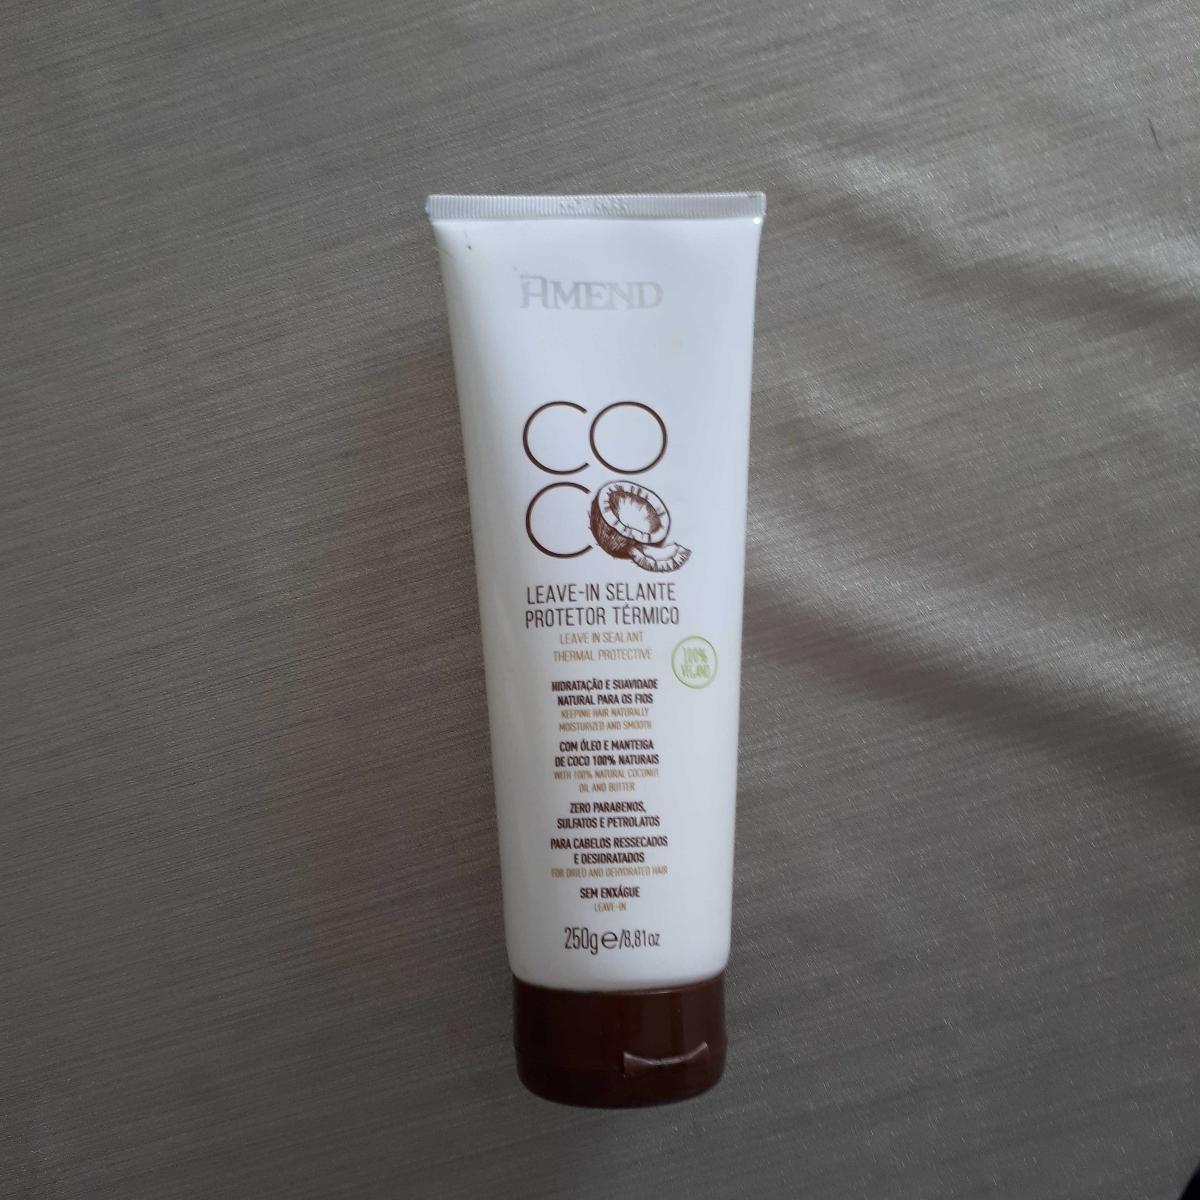 AMEND
CO
CO
LEAVE-IN SELANTE
PROTETOR TÉRMICO
LEAVE IN SEALANT
THERMAL PROTECTIVE
100%
VEGANO
HIDRATAÇÃO E SUAVIDADE
NATURAL PARA OS FIOS
KEEPING HAIR NATURALLY
MOISTURIZED AND SMOOTH
COM ÓLEO E MANTEIGA
DE COCO 100% NATURAIS
WITH 100% NATURAL COCONUT
OIL AND BUTTER
ZERO PARABENOS,
SULFATOS E PETROLATOS
PARA CABELOS RESSECADOS
E DESIDRATADOS
FOR DRIED AND DEHYDRATED HAIR
SEM ENXÁGUE
LEAVE-IN
250g℮/8,81oz